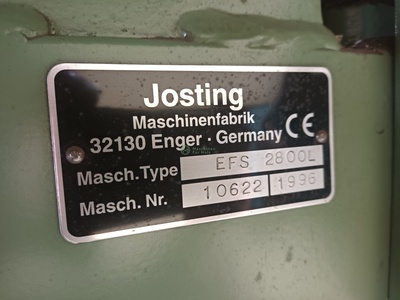 Josting
Maschinenfabrik
32130 Enger · Germany CE
Masch. Type EFS 2800L
Masch. Nr. 10622 1996